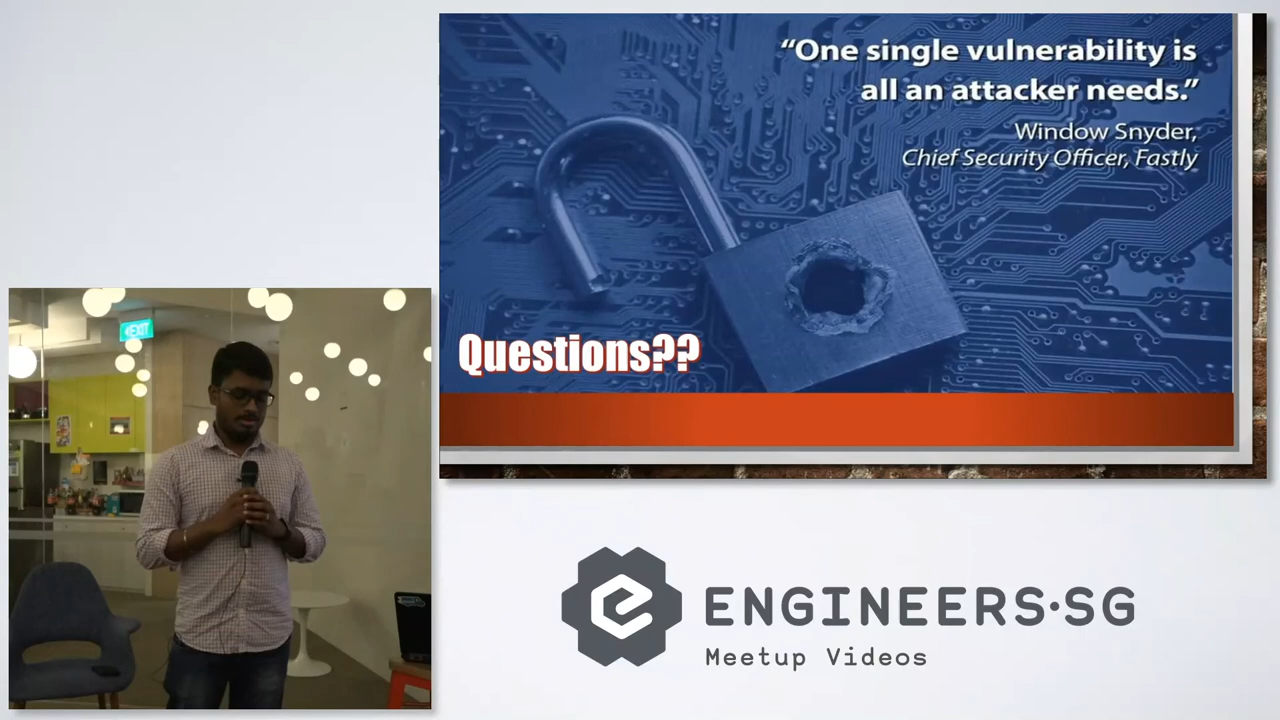 “One single vulnerability is
all an attacker needs.”
Window Snyder,
Chief Security Officer, Fastly
Questions??
EXIT
ENGINEERS·SG
Meetup Videos